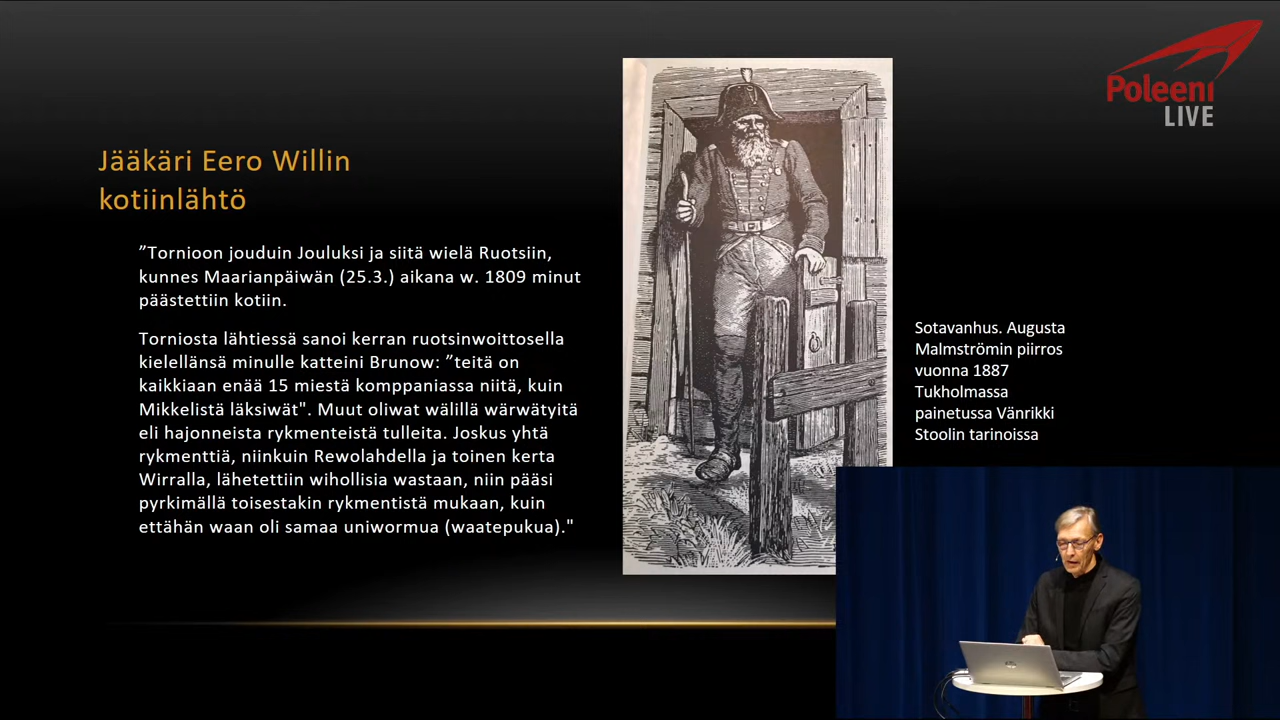 Poleeni
LIVE
Jääkäri Eero Willin
kotiinlähtö
”Tornioon jouduin Jouluksi ja siitä wielä Ruotsiin,
kunnes Maarianpäiwän (25.3.) aikana w. 1809 minut
päästettiin kotiin.
Torniosta lähtiessä sanoi kerran ruotsinwoittosella
kielellänsä minulle katteini Brunow: ”teitä on
kaikkiaan enää 15 miestä komppaniassa niitä, kuin
Mikkelistä läksiwät". Muut oliwat wälillä wärwätyitä
eli hajonneista rykmenteistä tulleita. Joskus yhtä
rykmenttiä, niinkuin Rewolahdella ja toinen kerta
Wirralla, lähetettiin wihollisia wastaan, niin pääsi
pyrkimällä toisestakin rykmentistä mukaan, kuin
ettähän waan oli samaa uniwormua (waatepukua)."
Sotavanhus. Augusta
Malmströmin piirros
vuonna 1887
Tukholmassa
painetussa Vänrikki
Stoolin tarinoissa